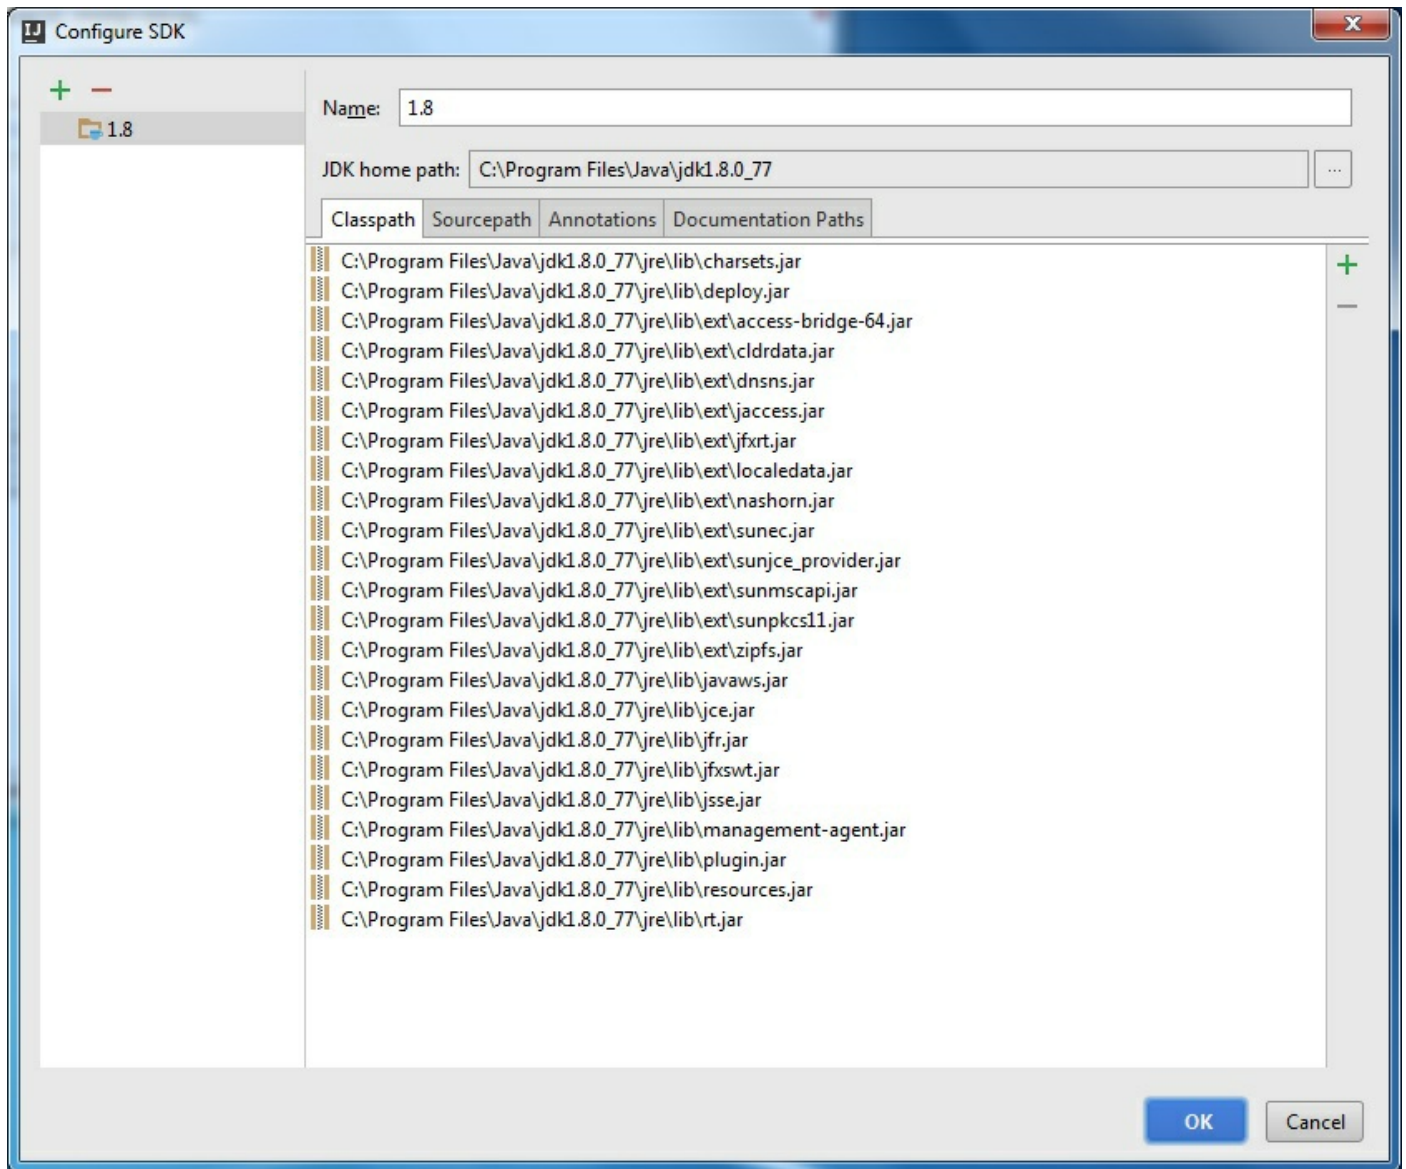 IJ Configure SDK
1.8
Name: 1.8
JDK home path: C:\Program Files\Java\jdk1.8.0_77 ...
Classpath Sourcepath Annotations Documentation Paths
C:\Program Files\Java\jdk1.8.0_77\jre\lib\charsets.jar
C:\Program Files\Java\jdk1.8.0_77\jre\lib\deploy.jar
C:\Program Files\Java\jdk1.8.0_77\jre\lib\ext\access-bridge-64.jar
C:\Program Files\Java\jdk1.8.0_77\jre\lib\ext\cldrdata.jar
C:\Program Files\Java\jdk1.8.0_77\jre\lib\ext\dnsns.jar
C:\Program Files\Java\jdk1.8.0_77\jre\lib\ext\jaccess.jar
C:\Program Files\Java\jdk1.8.0_77\jre\lib\ext\jfxrt.jar
C:\Program Files\Java\jdk1.8.0_77\jre\lib\ext\localedata.jar
C:\Program Files\Java\jdk1.8.0_77\jre\lib\ext\nashorn.jar
C:\Program Files\Java\jdk1.8.0_77\jre\lib\ext\sunec.jar
C:\Program Files\Java\jdk1.8.0_77\jre\lib\ext\sunjce_provider.jar
C:\Program Files\Java\jdk1.8.0_77\jre\lib\ext\sunmscapi.jar
C:\Program Files\Java\jdk1.8.0_77\jre\lib\ext\sunpkcs11.jar
C:\Program Files\Java\jdk1.8.0_77\jre\lib\ext\zipfs.jar
C:\Program Files\Java\jdk1.8.0_77\jre\lib\javaws.jar
C:\Program Files\Java\jdk1.8.0_77\jre\lib\jce.jar
C:\Program Files\Java\jdk1.8.0_77\jre\lib\jfr.jar
C:\Program Files\Java\jdk1.8.0_77\jre\lib\jfxswt.jar
C:\Program Files\Java\jdk1.8.0_77\jre\lib\jsse.jar
C:\Program Files\Java\jdk1.8.0_77\jre\lib\management-agent.jar
C:\Program Files\Java\jdk1.8.0_77\jre\lib\plugin.jar
C:\Program Files\Java\jdk1.8.0_77\jre\lib\resources.jar
C:\Program Files\Java\jdk1.8.0_77\jre\lib\rt.jar
OK Cancel